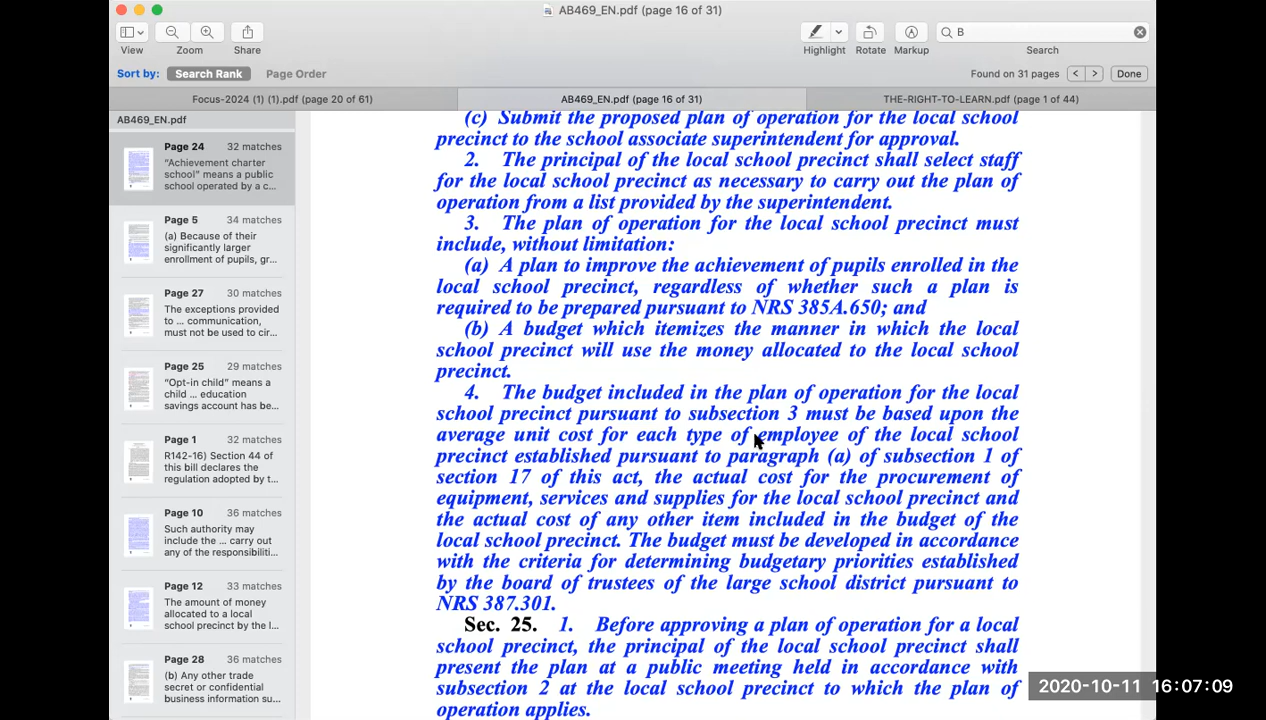 AB469_EN.pdf (page 16 of 31)
View
Zoom
Share
Highlight
Rotate
Markup
B
Search
Sort by:
Search Rank
Page Order
Found on 31 pages
Done
Focus-2024 (1) (1).pdf (page 20 of 61)
AB469_EN.pdf (page 16 of 31)
THE-RIGHT-TO-LEARN.pdf (page 1 of 44)
AB469_EN.pdf
Page 24 32 matches
“Achievement charter
school” means a public
school operated by a c...
Page 5 34 matches
(a) Because of their
significantly larger
enrollment of pupils, gr...
Page 27 30 matches
The exceptions provided
to ... communication,
must not be used to cir...
Page 25 29 matches
“Opt-in child” means a
child ... education
savings account has be...
Page 1 32 matches
R142-16) Section 44 of
this bill declares the
regulation adopted by t...
Page 10 36 matches
Such authority may
include the ... carry out
any of the responsibiliti...
Page 12 33 matches
The amount of money
allocated to a local
school precinct by the l...
Page 28 36 matches
(b) Any other trade
secret or confidential
business information su...
(c) Submit the proposed plan of operation for the local school
precinct to the school associate superintendent for approval.
2. The principal of the local school precinct shall select staff
for the local school precinct as necessary to carry out the plan of
operation from a list provided by the superintendent.
3. The plan of operation for the local school precinct must
include, without limitation:
(a) A plan to improve the achievement of pupils enrolled in the
local school precinct, regardless of whether such a plan is
required to be prepared pursuant to NRS 385A.650; and
(b) A budget which itemizes the manner in which the local
school precinct will use the money allocated to the local school
precinct.
4. The budget included in the plan of operation for the local
school precinct pursuant to subsection 3 must be based upon the
average unit cost for each type of employee of the local school
precinct established pursuant to paragraph (a) of subsection 1 of
section 17 of this act, the actual cost for the procurement of
equipment, services and supplies for the local school precinct and
the actual cost of any other item included in the budget of the
local school precinct. The budget must be developed in accordance
with the criteria for determining budgetary priorities established
by the board of trustees of the large school district pursuant to
NRS 387.301.
Sec. 25. 1. Before approving a plan of operation for a local
school precinct, the principal of the local school precinct shall
present the plan at a public meeting held in accordance with
subsection 2 at the local school precinct to which the plan of
operation applies.
2020-10-11 16:07:09